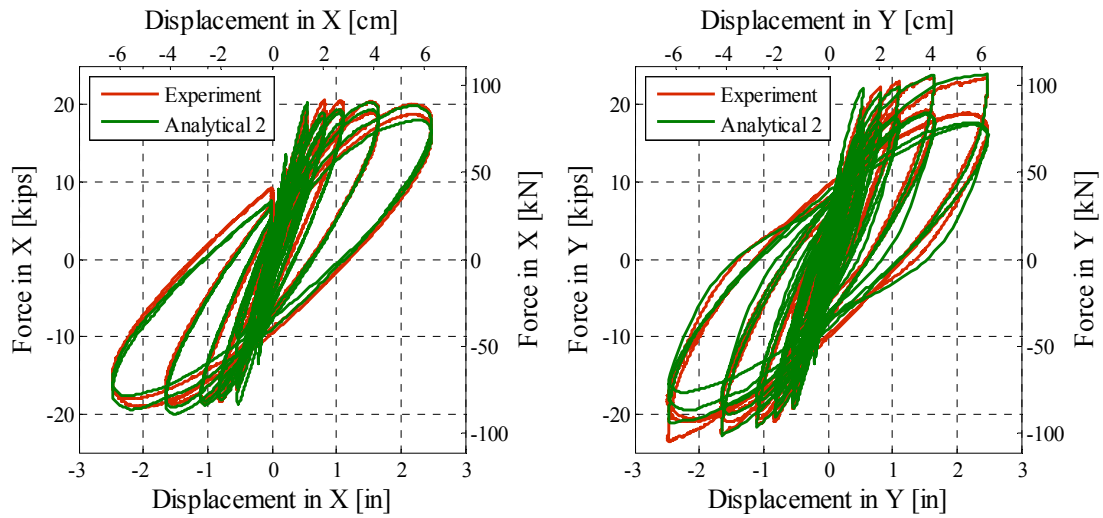 Displacement in X [cm]
-6 -4 -2 0 2 4 6
Force in X [kips]
20
10
0
-10
-20
Experiment
Analytical 2
100
50
0
-50
-100
Force in X [kN]
-3 -2 -1 0 1 2 3
Displacement in X [in]
Displacement in Y [cm]
-6 -4 -2 0 2 4 6
Force in Y [kips]
20
10
0
-10
-20
Experiment
Analytical 2
100
50
0
-50
-100
Force in Y [kN]
-3 -2 -1 0 1 2 3
Displacement in Y [in]